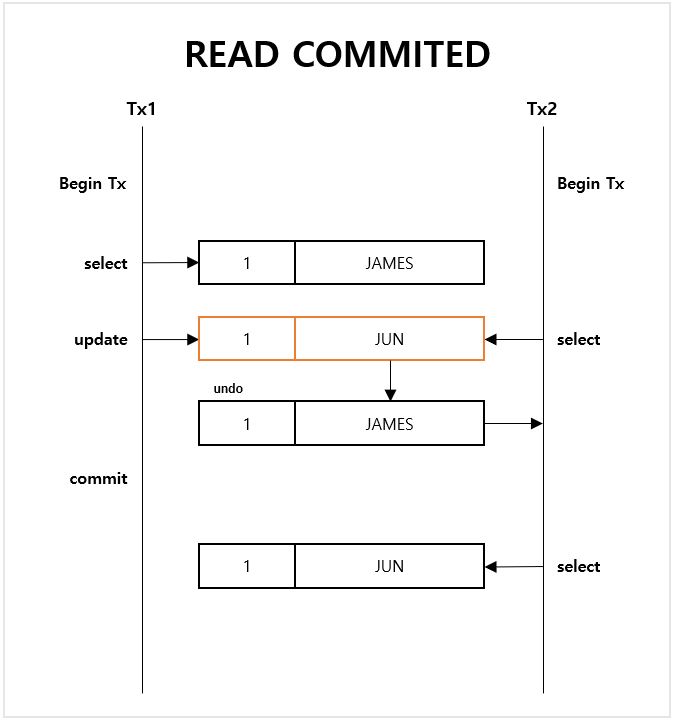 READ COMMITED
Tx1 Tx2
Begin Tx Begin Tx
select 1 JAMES
update 1 JUN select
undo
1 JAMES
commit
1 JUN select